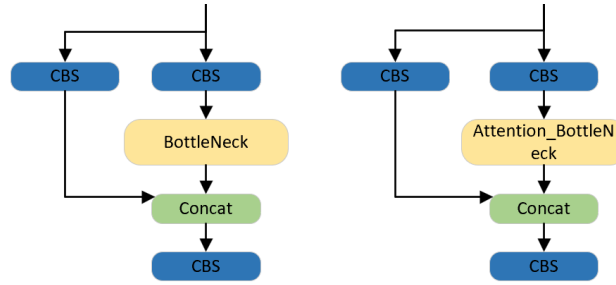 CBS CBS CBS CBS
BottleNeck Attention_BottleN
eck
Concat Concat
CBS CBS